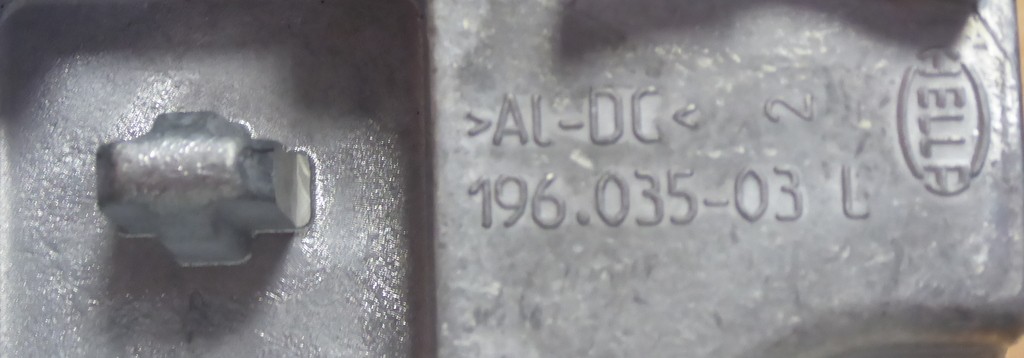 >Al-DC< 2
196.035-03 L
HELLA